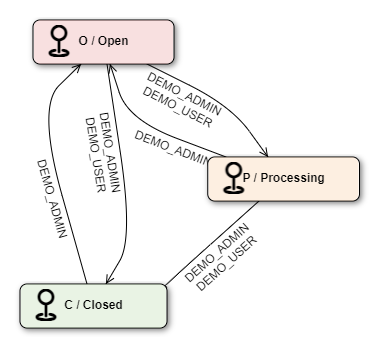 O / Open
DEMO_ADMIN
DEMO_USER
DEMO_ADMIN
DEMO_USER
DEMO_ADMIN
DEMO_ADMIN
P / Processing
DEMO_ADMIN
DEMO_USER
C / Closed